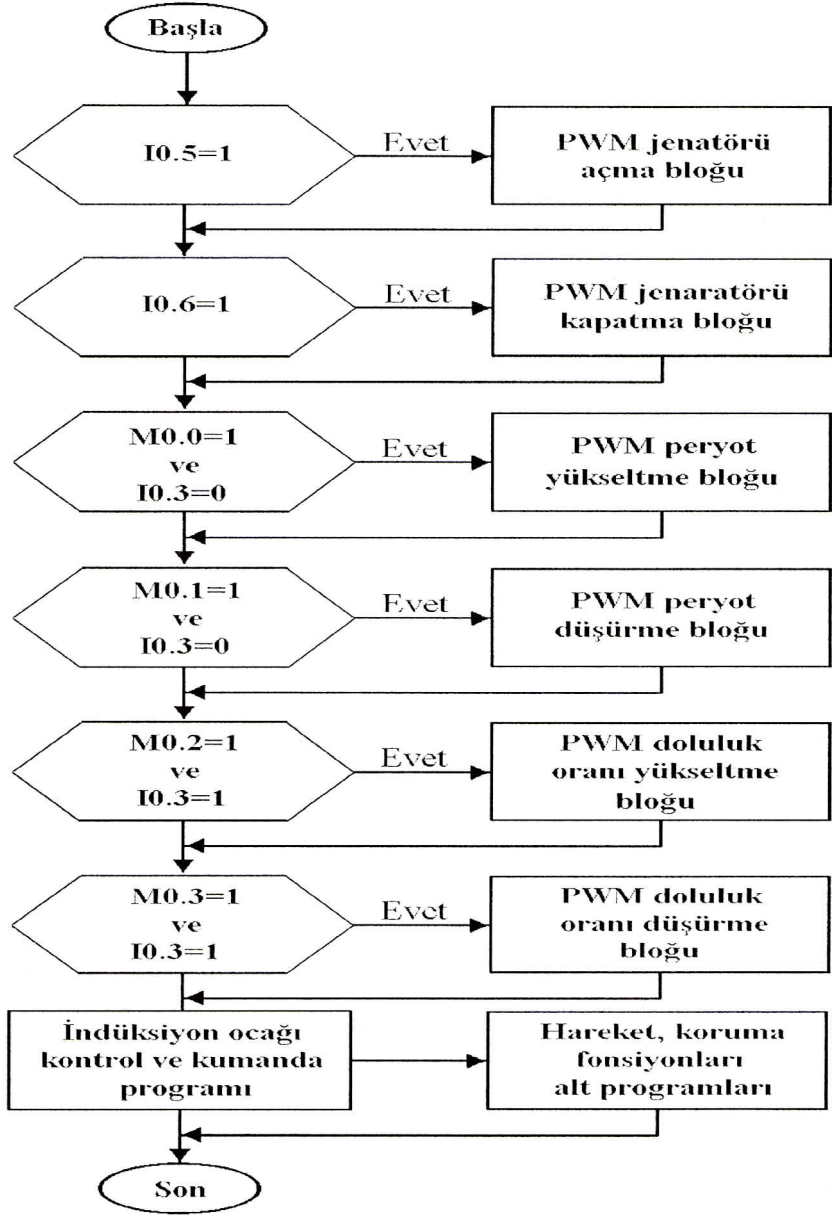 Başla
I0.5=1
Evet
PWM jenatörü
açma bloğu
I0.6=1
Evet
PWM jenaratörü
kapatma bloğu
M0.0=1
ve
I0.3=0
Evet
PWM peryot
yükseltme bloğu
M0.1=1
ve
I0.3=0
Evet
PWM peryot
düşürme bloğu
M0.2=1
ve
I0.3=1
Evet
PWM doluluk
oranı yükseltme
bloğu
M0.3=1
ve
I0.3=1
Evet
PWM doluluk
oranı düşürme
bloğu
İndüksiyon ocağı
kontrol ve kumanda
programı
Hareket, koruma
fonsiyonları
alt programları
Son